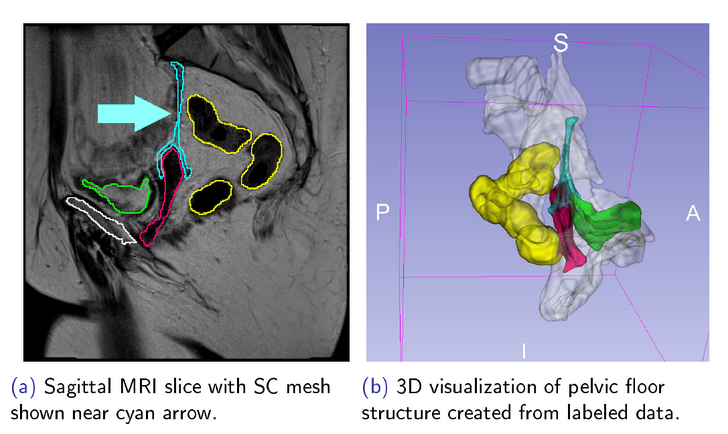 S
P
A
I
(a) Sagittal MRI slice with SC mesh
shown near cyan arrow.
(b) 3D visualization of pelvic floor
structure created from labeled data.